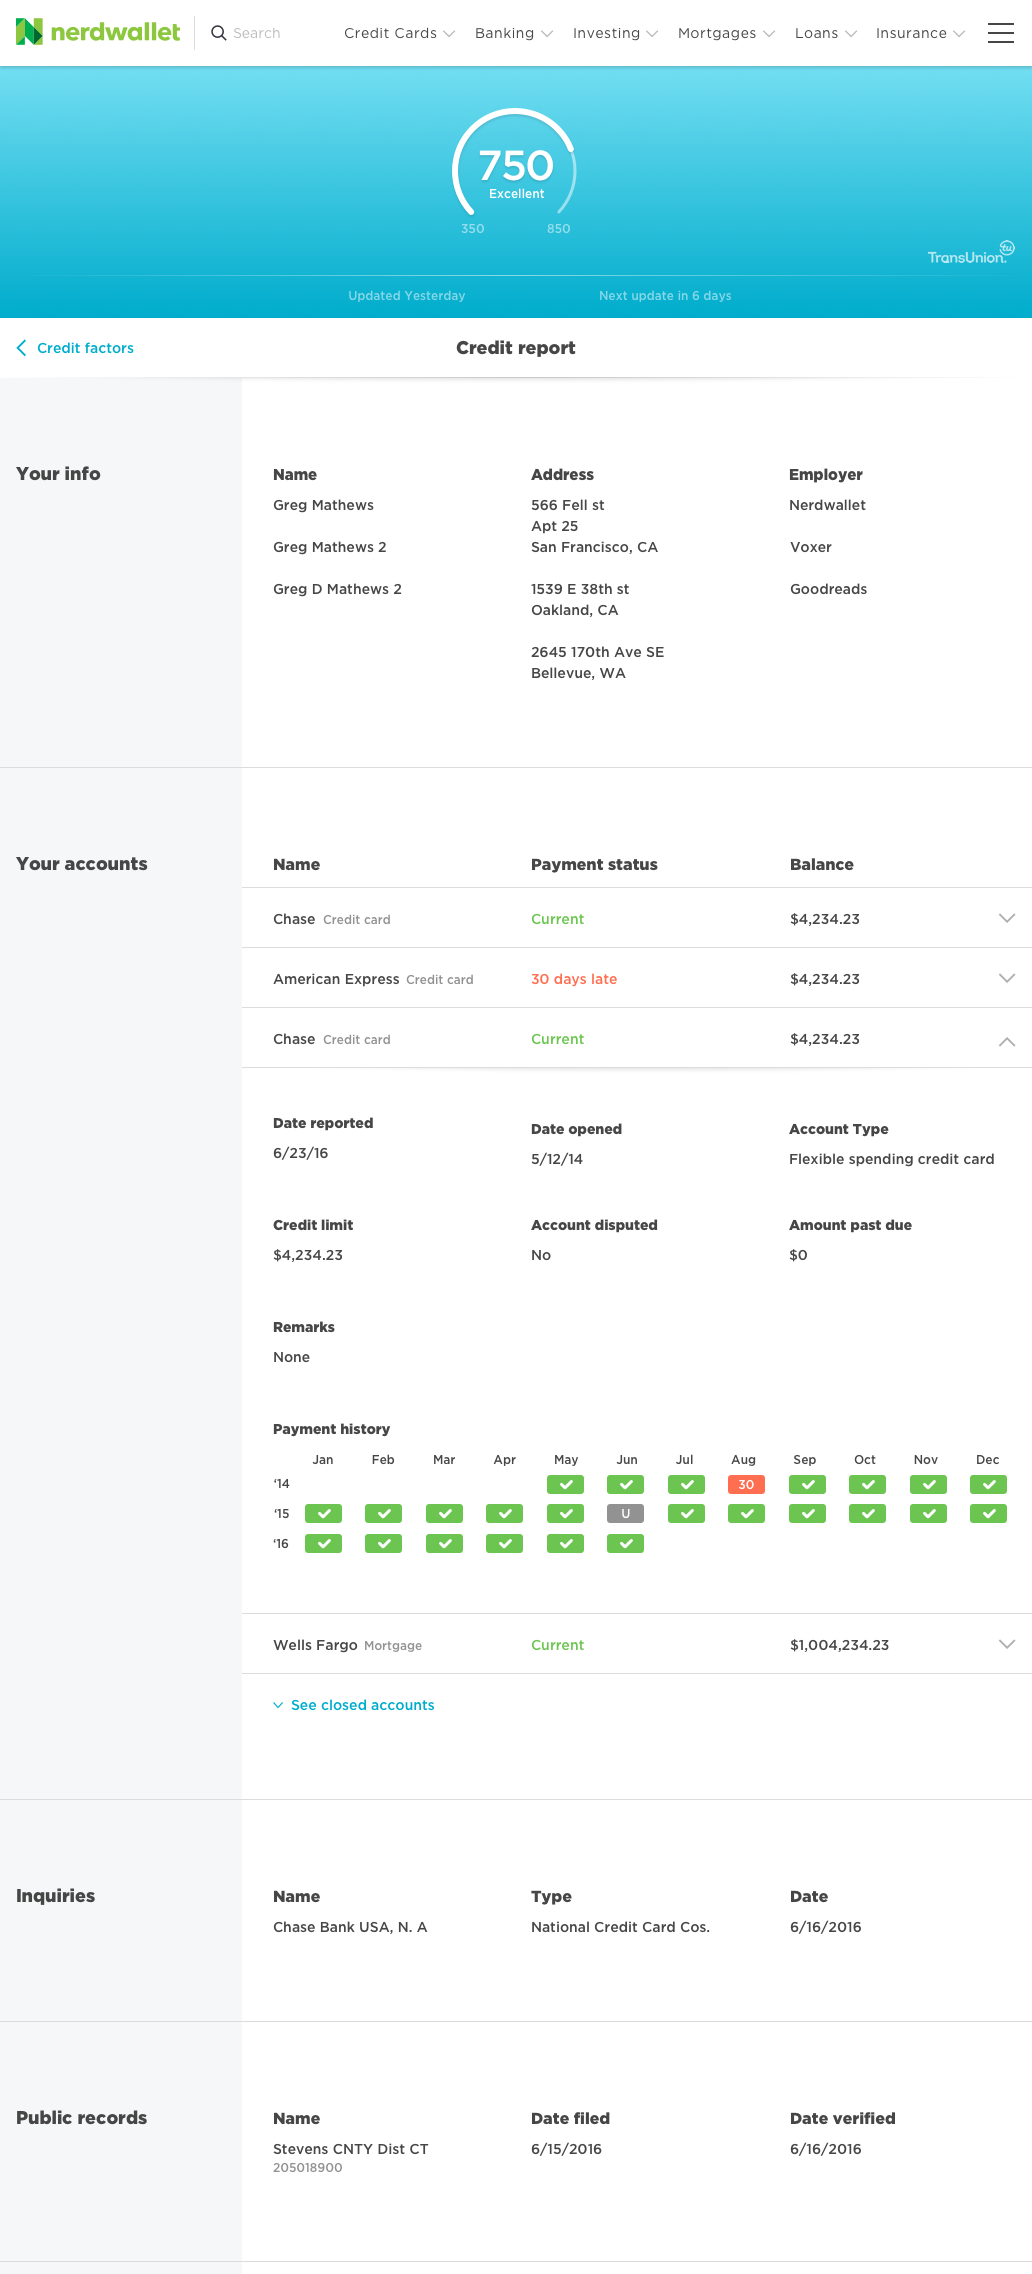 nerdwallet Search Credit Cards Banking Investing Mortgages Loans Insurance
750
Excellent
350 850
TransUnion. tu
Updated Yesterday Next update in 6 days
Credit factors Credit report
Your info Name Address Employer
Greg Mathews 566 Fell st Nerdwallet
Apt 25
Greg Mathews 2 San Francisco, CA Voxer
Greg D Mathews 2 1539 E 38th st Goodreads
Oakland, CA
2645 170th Ave SE
Bellevue, WA
Your accounts Name Payment status Balance
Chase Credit card Current $4,234.23
American Express Credit card 30 days late $4,234.23
Chase Credit card Current $4,234.23
Date reported Date opened Account Type
6/23/16 5/12/14 Flexible spending credit card
Credit limit Account disputed Amount past due
$4,234.23 No $0
Remarks
None
Payment history
Jan Feb Mar Apr May Jun Jul Aug Sep Oct Nov Dec
‘14 30
‘15 U
‘16
Wells Fargo Mortgage Current $1,004,234.23
See closed accounts
Inquiries Name Type Date
Chase Bank USA, N. A National Credit Card Cos. 6/16/2016
Public records Name Date filed Date verified
Stevens CNTY Dist CT 6/15/2016 6/16/2016
205018900